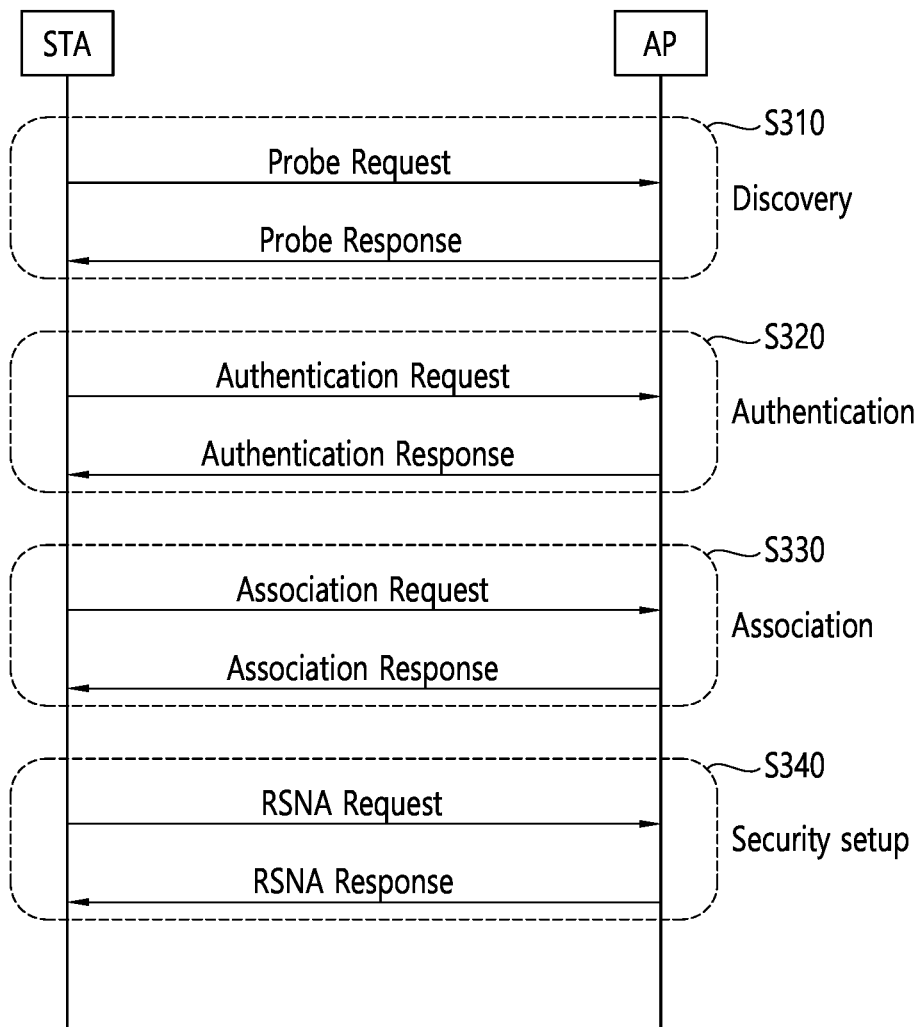 STA
AP
S310
Probe Request
Discovery
Probe Response
S320
Authentication Request
Authentication
Authentication Response
S330
Association Request
Association
Association Response
S340
RSNA Request
Security setup
RSNA Response